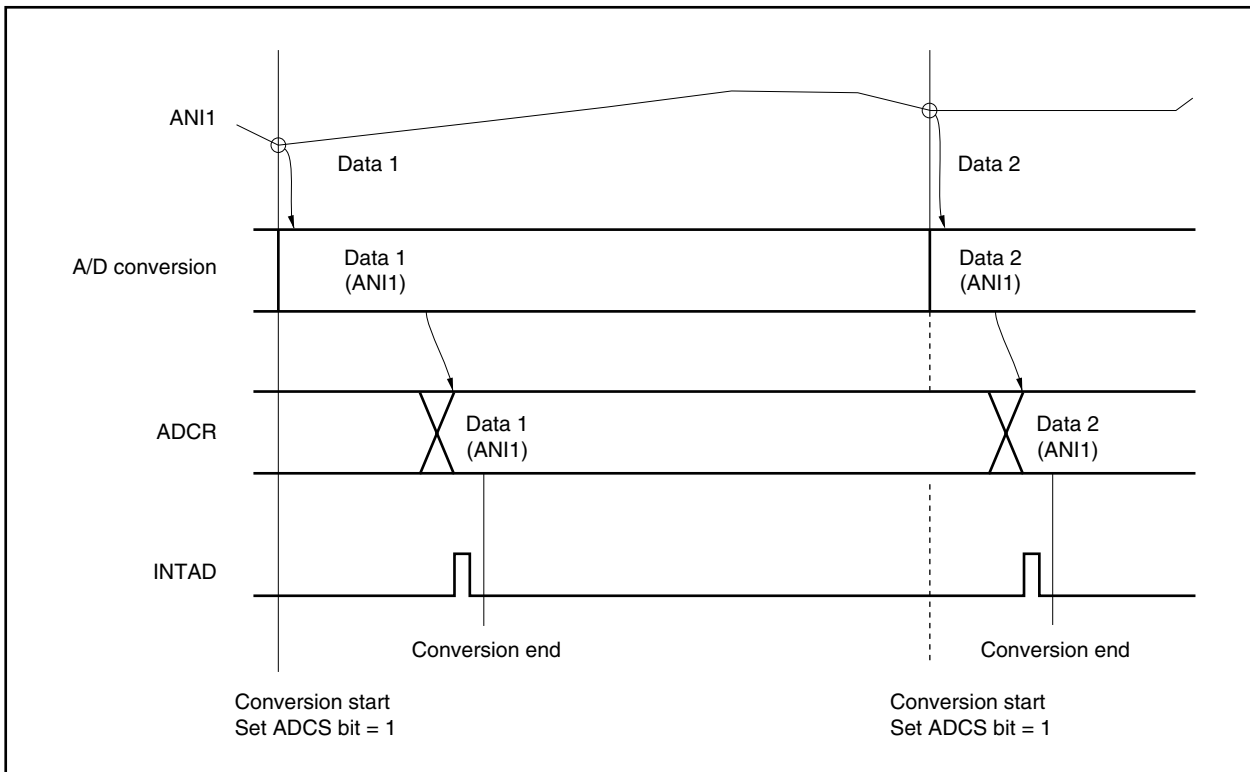 ANI1
Data 1
Data 2
A/D conversion
Data 1
(ANI1)
Data 2
(ANI1)
ADCR
Data 1
(ANI1)
Data 2
(ANI1)
INTAD
Conversion end
Conversion end
Conversion start
Set ADCS bit = 1
Conversion start
Set ADCS bit = 1